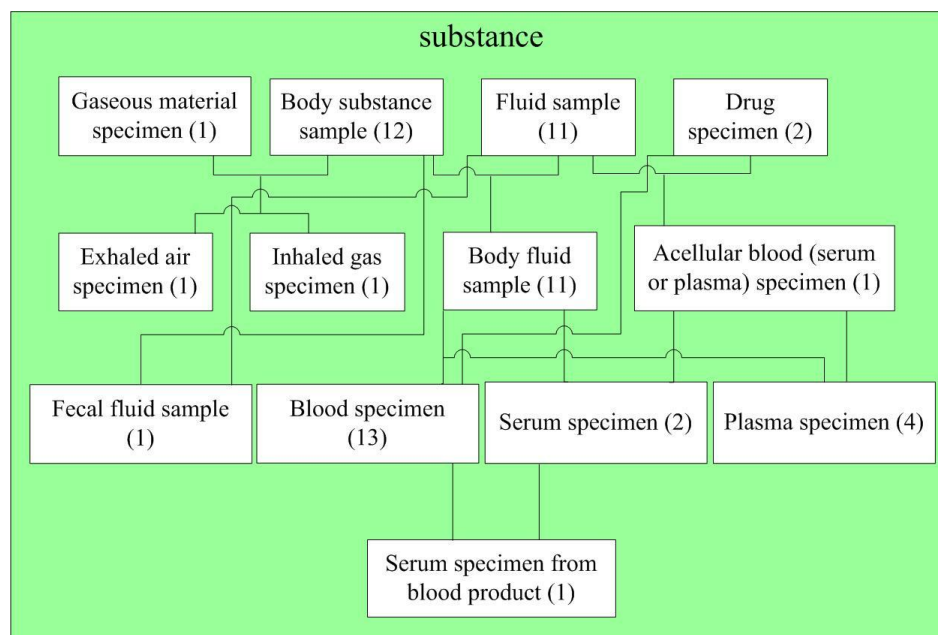 substance
Gaseous material
specimen (1)
Body substance
sample (12)
Fluid sample
(11)
Drug
specimen (2)
Exhaled air
specimen (1)
Inhaled gas
specimen (1)
Body fluid
sample (11)
Acellular blood (serum
or plasma) specimen (1)
Fecal fluid sample
(1)
Blood specimen
(13)
Serum specimen (2)
Plasma specimen (4)
Serum specimen from
blood product (1)